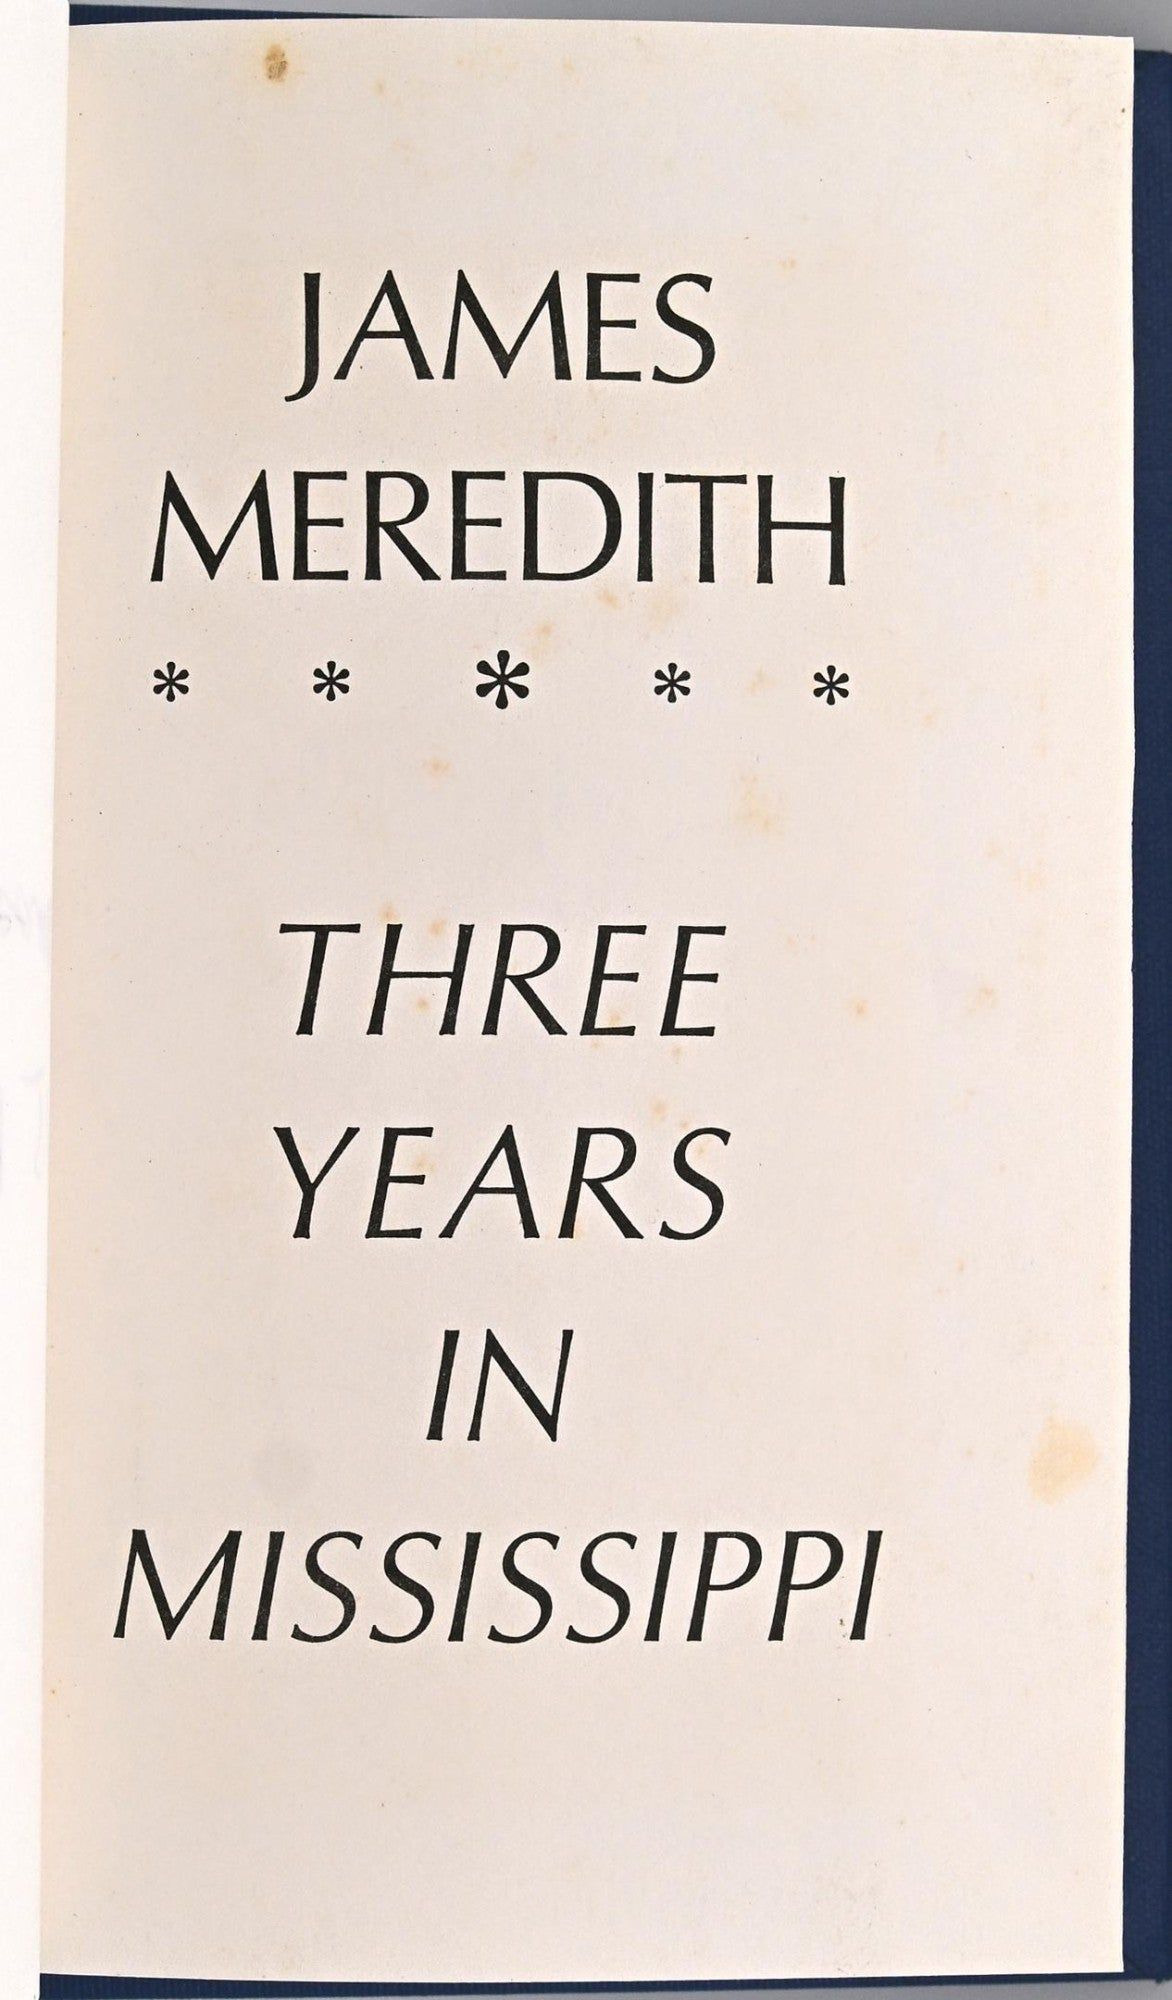 JAMES
MEREDITH
* * * * *
THREE
YEARS
IN
MISSISSIPPI